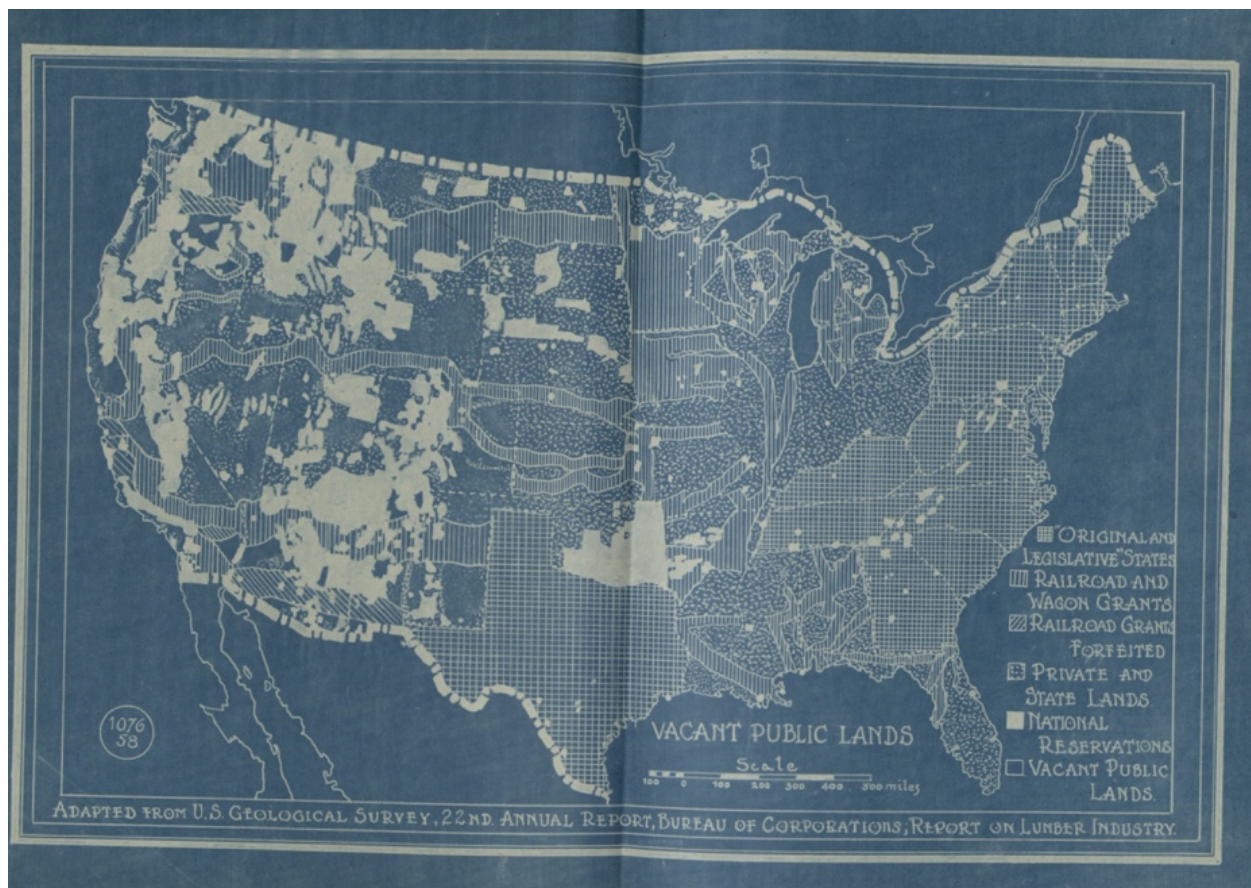 "ORIGINAL AND
LEGISLATIVE" STATES
RAILROAD AND
WAGON GRANTS
RAILROAD GRANTS
FORFEITED
PRIVATE AND
STATE LANDS.
NATIONAL
RESERVATIONS
VACANT PUBLIC
LANDS.
1076
58
VACANT PUBLIC LANDS
Scale
100 0 100 200 300 400 500 miles
ADAPTED FROM U.S. GEOLOGICAL SURVEY, 22ND. ANNUAL REPORT, BUREAU OF CORPORATIONS, REPORT ON LUMBER INDUSTRY.